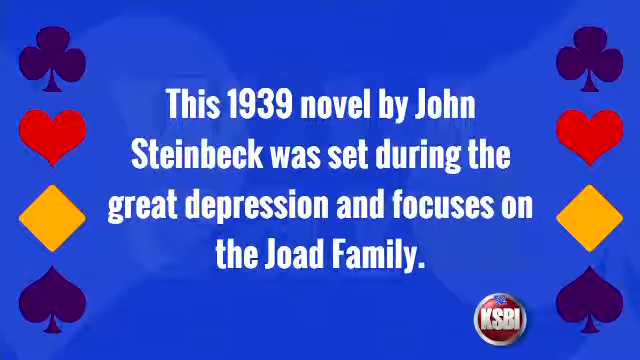 This 1939 novel by John
Steinbeck was set during the
great depression and focuses on
the Joad Family.
KSBI